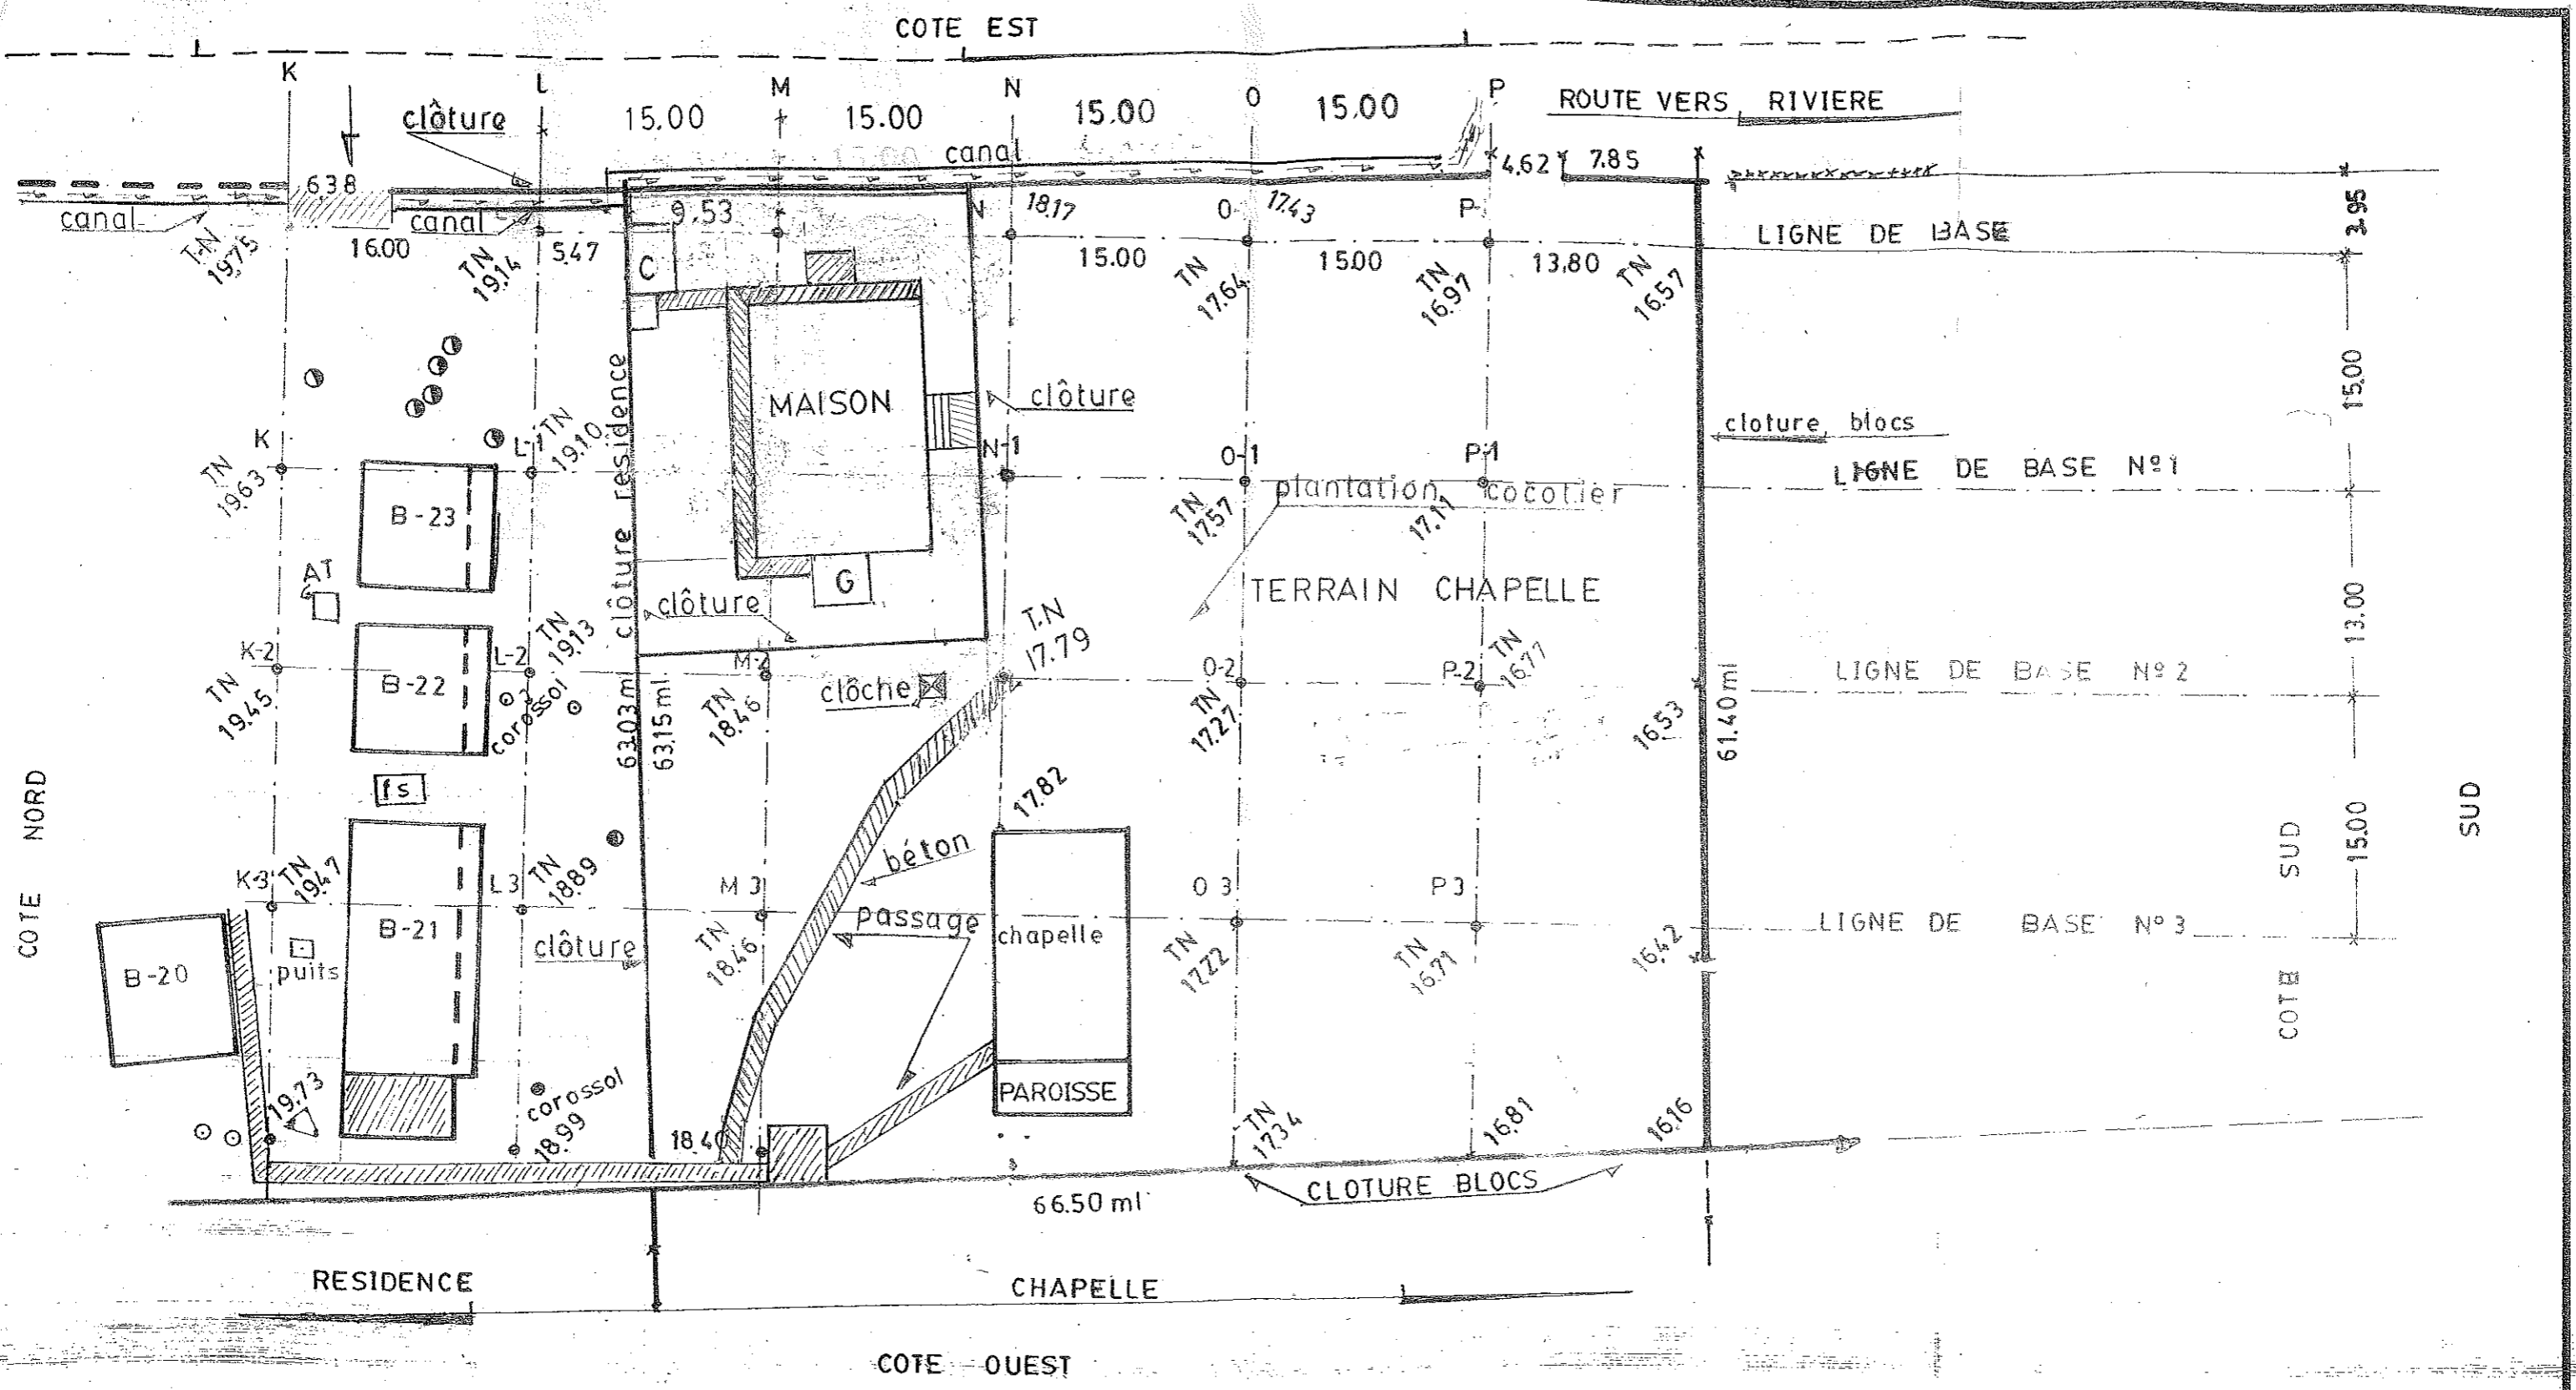 COTE EST
K
L
M
N
O
P
clôture
15.00
15.00
15.00
15.00
ROUTE VERS RIVIERE
canal
6.38
4.62
7.85
canal
canal
9.53
18.17
17.43
O
P
3.95
T.N
19.75
16.00
TN
19.14
5.47
C
15.00
TN
17.64
15.00
TN
16.97
13.80
TN
16.57
LIGNE DE BASE
clôture residence
MAISON
clôture
15.00
cloture blocs
K
TN
19.63
L-1
TN
19.10
N-1
O-1
P-1
LIGNE DE BASE Nº 1
B-23
plantation cocotier
TN
17.57
17.11
AT
G
clôture
TERRAIN CHAPELLE
13.00
T.N
17.79
K-2
TN
19.45
L-2
TN
19.13
M-2
TN
18.46
O-2
TN
17.27
P-2
TN
16.77
LIGNE DE BASE Nº 2
B-22
3 corossol
clôche
63.03 ml
63.15 ml
16.53
61.40 ml
fs
17.82
COTE NORD
SUD
COTE SUD
15.00
béton
K-3
TN
19.47
L 3
TN
18.89
M 3
TN
18.46
passage
O 3
TN
17.22
P 3
TN
16.71
16.42
LIGNE DE BASE Nº 3
B-21
clôture
chapelle
B-20
puits
PAROISSE
19.73
corossol
18.99
18.40
TN
17.34
16.81
16.16
66.50 ml
CLOTURE BLOCS
RESIDENCE
CHAPELLE
COTE OUEST